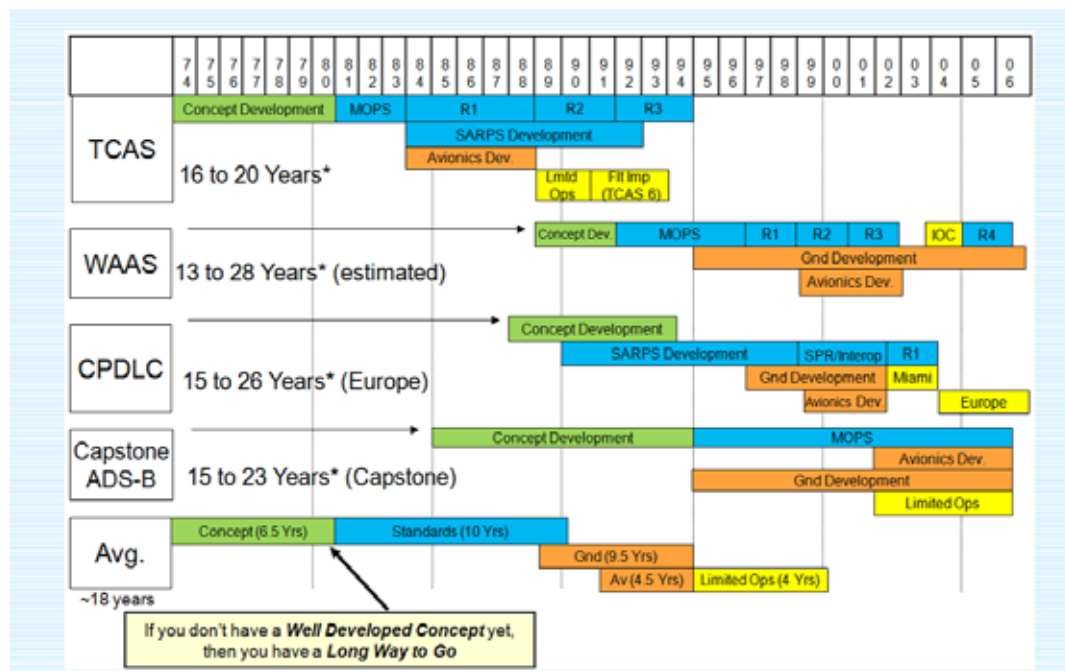 74 75 76 77 78 79 80 81 82 83 84 85 86 87 88 89 90 91 92 93 94 95 96 97 98 99 00 01 02 03 04 05 06
TCAS
Concept Development MOPS R1 R2 R3
SARPS Development
Avionics Dev.
16 to 20 Years*
Lmtd Flt Imp
Ops (TCAS 6)
WAAS
Concept Dev. MOPS R1 R2 R3 IOC R4
Gnd Development
13 to 28 Years* (estimated)
Avionics Dev.
CPDLC
Concept Development
SARPS Development SPR/Interop R1
15 to 26 Years* (Europe)
Gnd Development Miami
Avionics Dev. Europe
Capstone
ADS-B
Concept Development MOPS
Avionics Dev.
15 to 23 Years* (Capstone)
Gnd Development
Limited Ops
Avg.
Concept (6.5 Yrs) Standards (10 Yrs)
Gnd (9.5 Yrs)
Av (4.5 Yrs) Limited Ops (4 Yrs)
~18 years
If you don't have a Well Developed Concept yet,
then you have a Long Way to Go